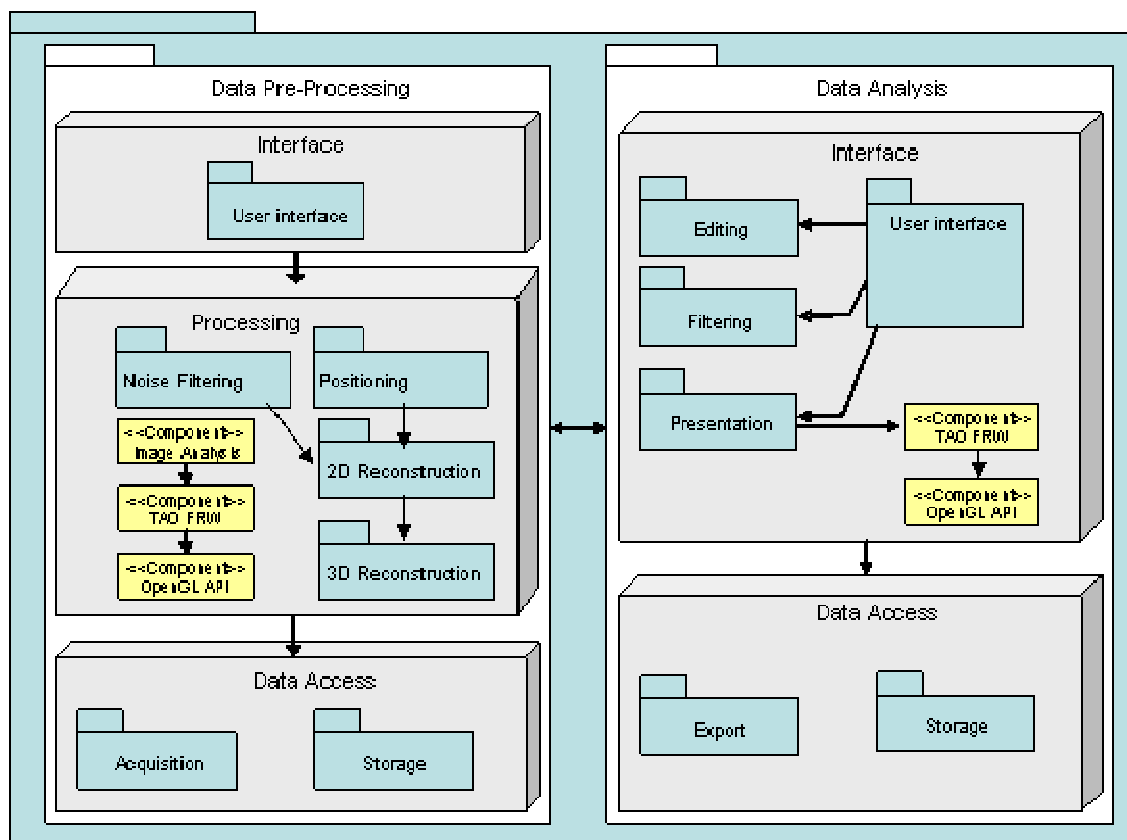 Data Pre-Processing
Interface
User interface
Processing
Noise Filtering
Positioning
<<Component>>
Image Analysis
2D Reconstruction
<<Component>>
TAO FRW
<<Component>>
OpenGL API
3D Reconstruction
Data Access
Acquisition
Storage
Data Analysis
Interface
Editing
User interface
Filtering
Presentation
<<Component>>
TAO FRW
<<Component>>
OpenGL API
Data Access
Export
Storage